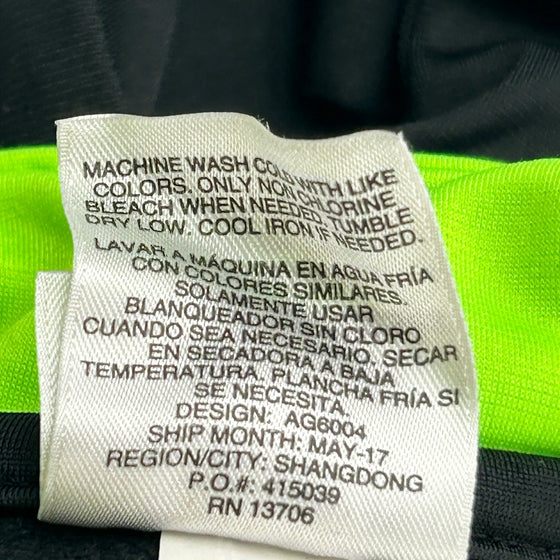 MACHINE WASH COLD WITH LIKE
COLORS. ONLY NON CHLORINE
BLEACH WHEN NEEDED. TUMBLE
DRY LOW. COOL IRON IF NEEDED.
LAVAR A MÁQUINA EN AGUA FRÍA
CON COLORES SIMILARES.
SOLAMENTE USAR
BLANQUEADOR SIN CLORO
CUANDO SEA NECESARIO. SECAR
EN SECADORA A BAJA
TEMPERATURA. PLANCHA FRÍA SI
SE NECESITA.
DESIGN: AG6004
SHIP MONTH: MAY-17
REGION/CITY: SHANGDONG
P.O.#: 415039
RN 13706